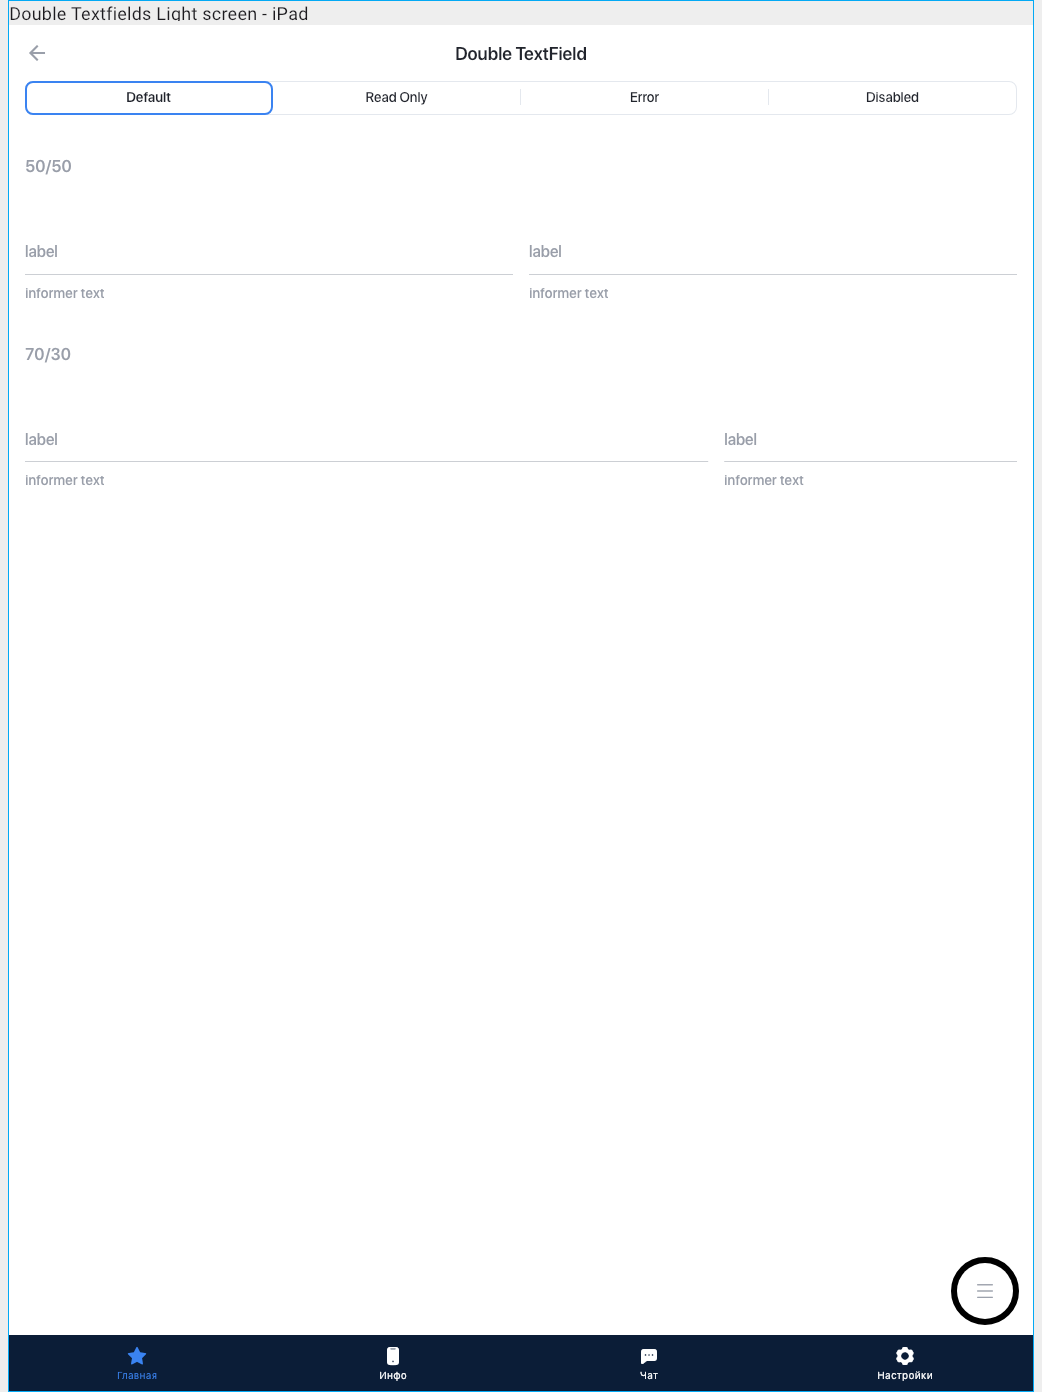 Double Textfields Light screen - iPad
Double TextField
Default Read Only Error Disabled
50/50
label label
informer text informer text
70/30
label label
informer text informer text
Главная Инфо Чат Настройки